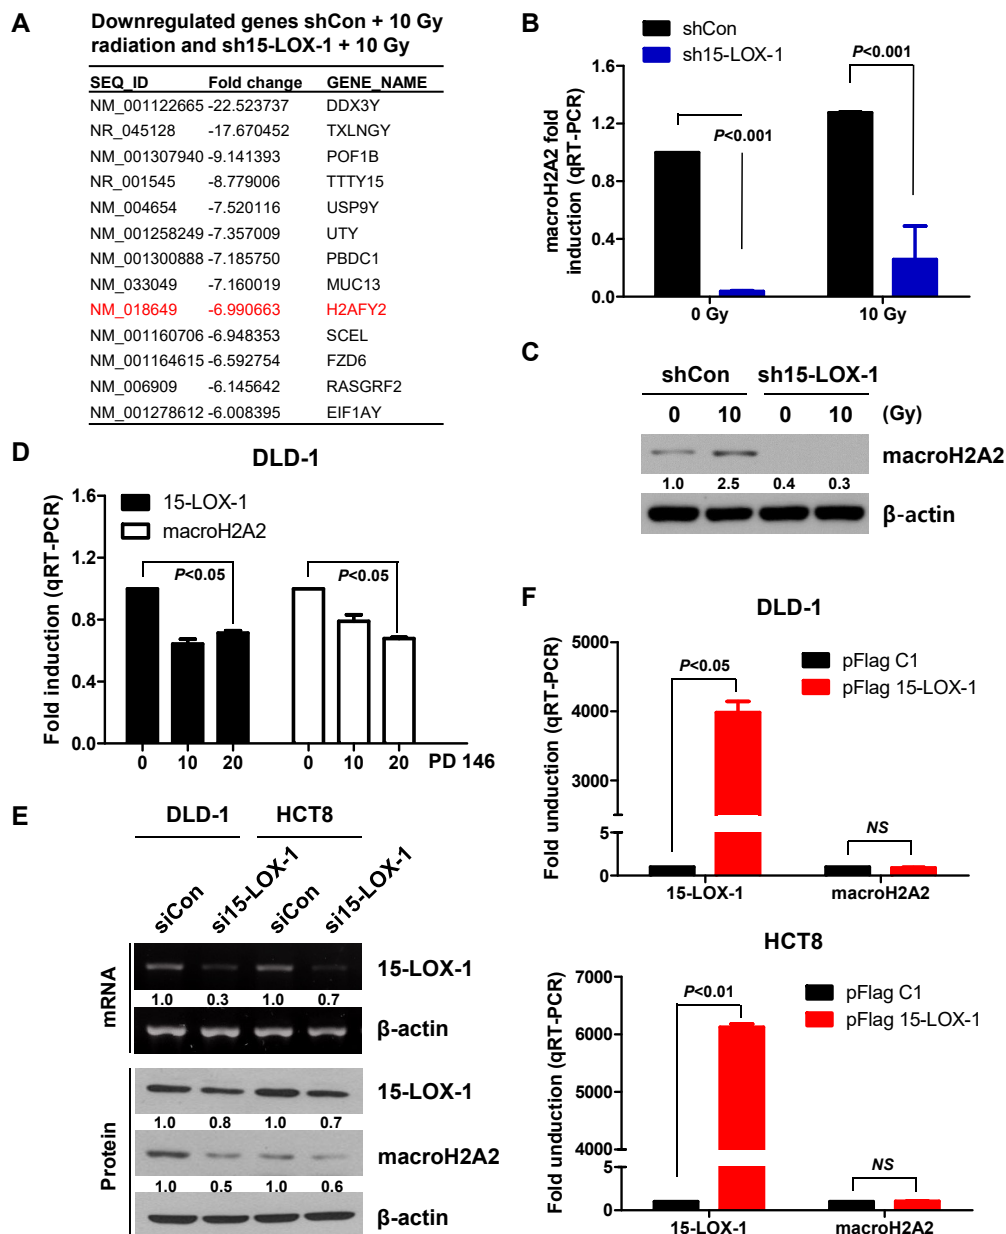 A
Downregulated genes shCon + 10 Gy
radiation and sh15-LOX-1 + 10 Gy
SEQ_ID Fold change GENE_NAME
NM_001122665 -22.523737 DDX3Y
NR_045128 -17.670452 TXLNGY
NM_001307940 -9.141393 POF1B
NR_001545 -8.779006 TTTY15
NM_004654 -7.520116 USP9Y
NM_001258249 -7.357009 UTY
NM_001300888 -7.185750 PBDC1
NM_033049 -7.160019 MUC13
NM_018649 -6.990663 H2AFY2
NM_001160706 -6.948353 SCEL
NM_001164615 -6.592754 FZD6
NM_006909 -6.145642 RASGRF2
NM_001278612 -6.008395 EIF1AY
B
shCon
sh15-LOX-1
macroH2A2 fold
induction (qRT-PCR)
1.6
1.2
0.8
0.4
0.0
P<0.001
P<0.001
0 Gy 10 Gy
C
shCon sh15-LOX-1
0 10 0 10 (Gy)
macroH2A2
1.0 2.5 0.4 0.3
β-actin
D
DLD-1
15-LOX-1
macroH2A2
Fold induction (qRT-PCR)
1.6
1.2
0.8
0.4
0.0
P<0.05 P<0.05
0 10 20 0 10 20 PD 146
E
DLD-1 HCT8
siCon si15-LOX-1 siCon si15-LOX-1
mRNA
15-LOX-1
1.0 0.3 1.0 0.7
β-actin
Protein
15-LOX-1
1.0 0.8 1.0 0.7
macroH2A2
1.0 0.5 1.0 0.6
β-actin
F
DLD-1
pFlag C1
pFlag 15-LOX-1
Fold unduction (qRT-PCR)
5000
4000
3000
5
0
P<0.05
NS
15-LOX-1 macroH2A2
HCT8
pFlag C1
pFlag 15-LOX-1
Fold unduction (qRT-PCR)
7000
6000
5000
4000
5
0
P<0.01
NS
15-LOX-1 macroH2A2